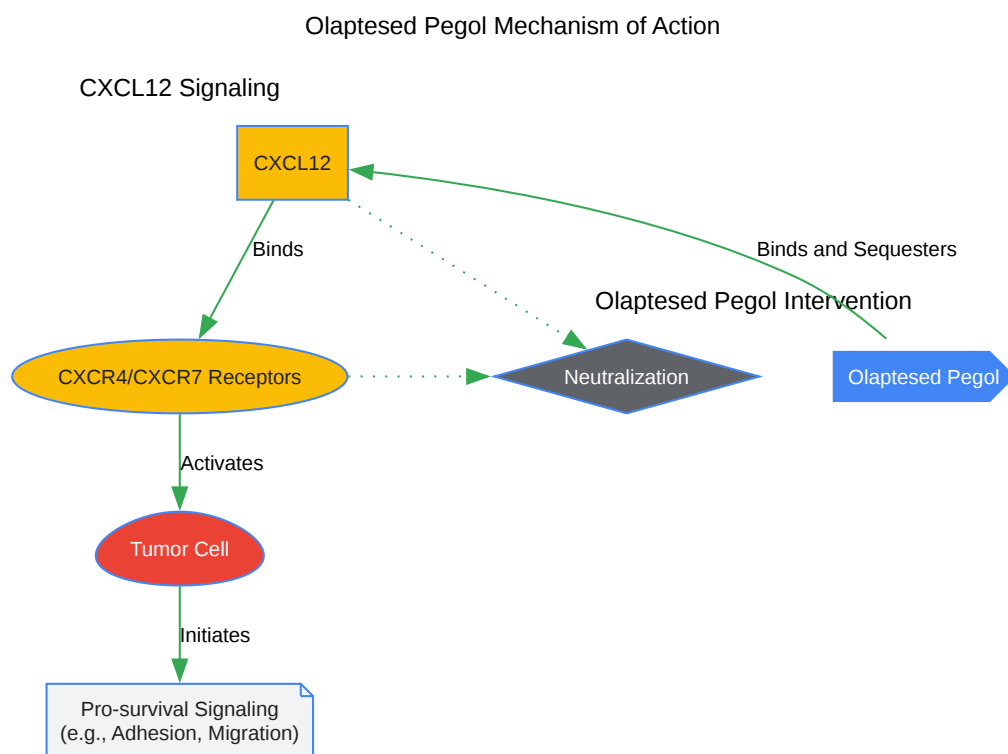 Olaptesed Pegol Mechanism of Action
CXCL12 Signaling
CXCL12
Binds
Binds and Sequesters
Olaptesed Pegol Intervention
CXCR4/CXCR7 Receptors
Neutralization
Olaptesed Pegol
Activates
Tumor Cell
Initiates
Pro-survival Signaling
(e.g., Adhesion, Migration)